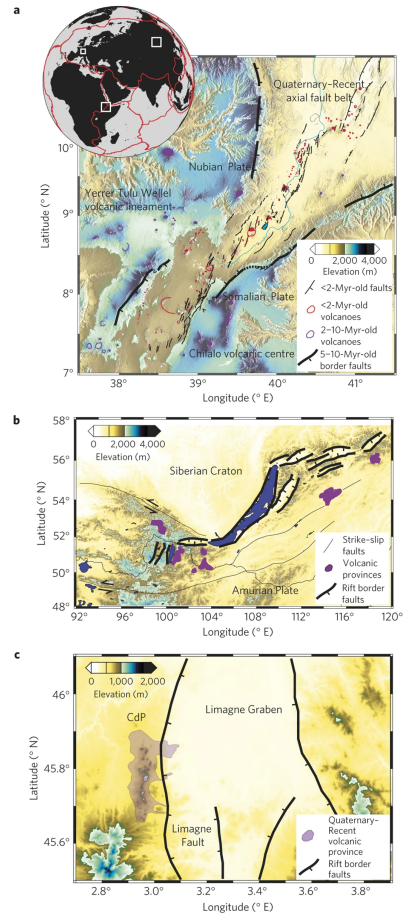 a
Quaternary–Recent
axial fault belt
10°
Nubian Plate
Yerrer Tulu Wellel
volcanic lineament
9°
Latitude (° N)
0 2,000 4,000
Elevation (m)
<2-Myr-old faults
<2-Myr-old
volcanoes
2–10-Myr-old
volcanoes
5–10-Myr-old
border faults
8°
Somalian Plate
Chilalo volcanic centre
7°
38° 39° 40° 41°
Longitude (° E)
b
58°
0 2,000 4,000
Elevation (m)
56°
Siberian Craton
54°
Latitude (° N)
52°
Strike–slip
faults
Volcanic
provinces
Rift border
faults
50°
Amurian Plate
48°
92° 96° 100° 104° 108° 112° 116° 120°
Longitude (° E)
c
0 1,000 2,000
Elevation (m)
46°
CdP
Limagne Graben
Latitude (° N)
45.8°
Limagne
Fault
Quaternary–
Recent
volcanic
province
Rift border
faults
45.6°
2.8° 3.0° 3.2° 3.4° 3.6° 3.8°
Longitude (° E)